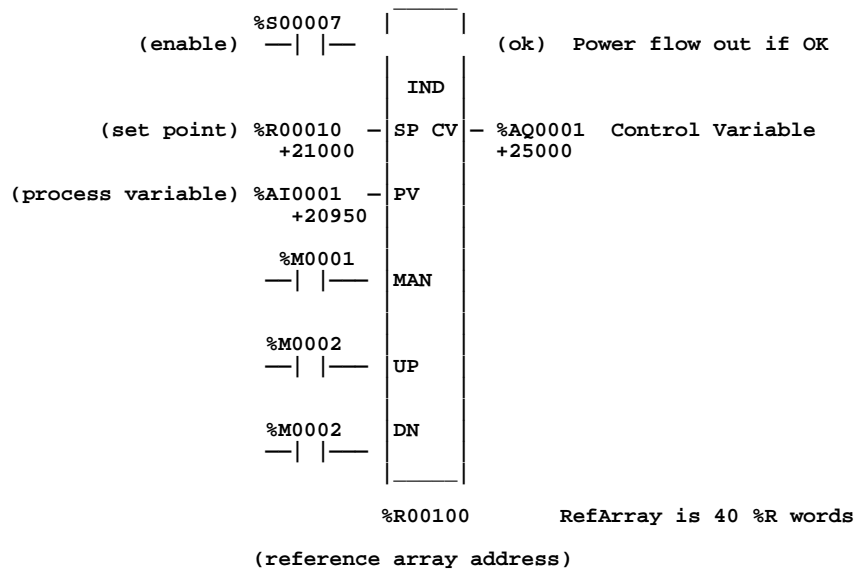 %S00007
(enable) (ok) Power flow out if OK
IND
(set point) %R00010 SP CV %AQ0001 Control Variable
+21000 +25000
(process variable) %AI0001 PV
+20950
%M0001
MAN
%M0002
UP
%M0002 DN
%R00100 RefArray is 40 %R words
(reference array address)